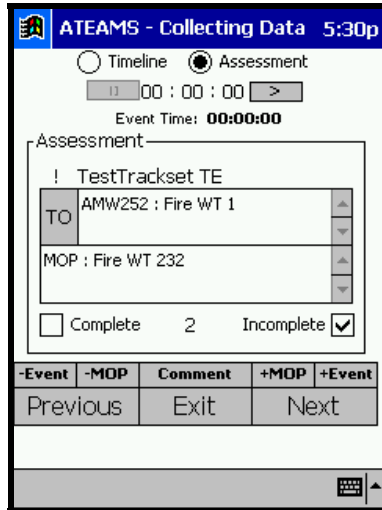 ATEAMS - Collecting Data 5:30p
Timeline Assessment
00 : 00 : 00 >
Event Time: 00:00:00
Assessment
! TestTrackset TE
TO AMW252 : Fire WT 1
MOP : Fire WT 232
Complete 2 Incomplete
-Event -MOP Comment +MOP +Event
Previous Exit Next